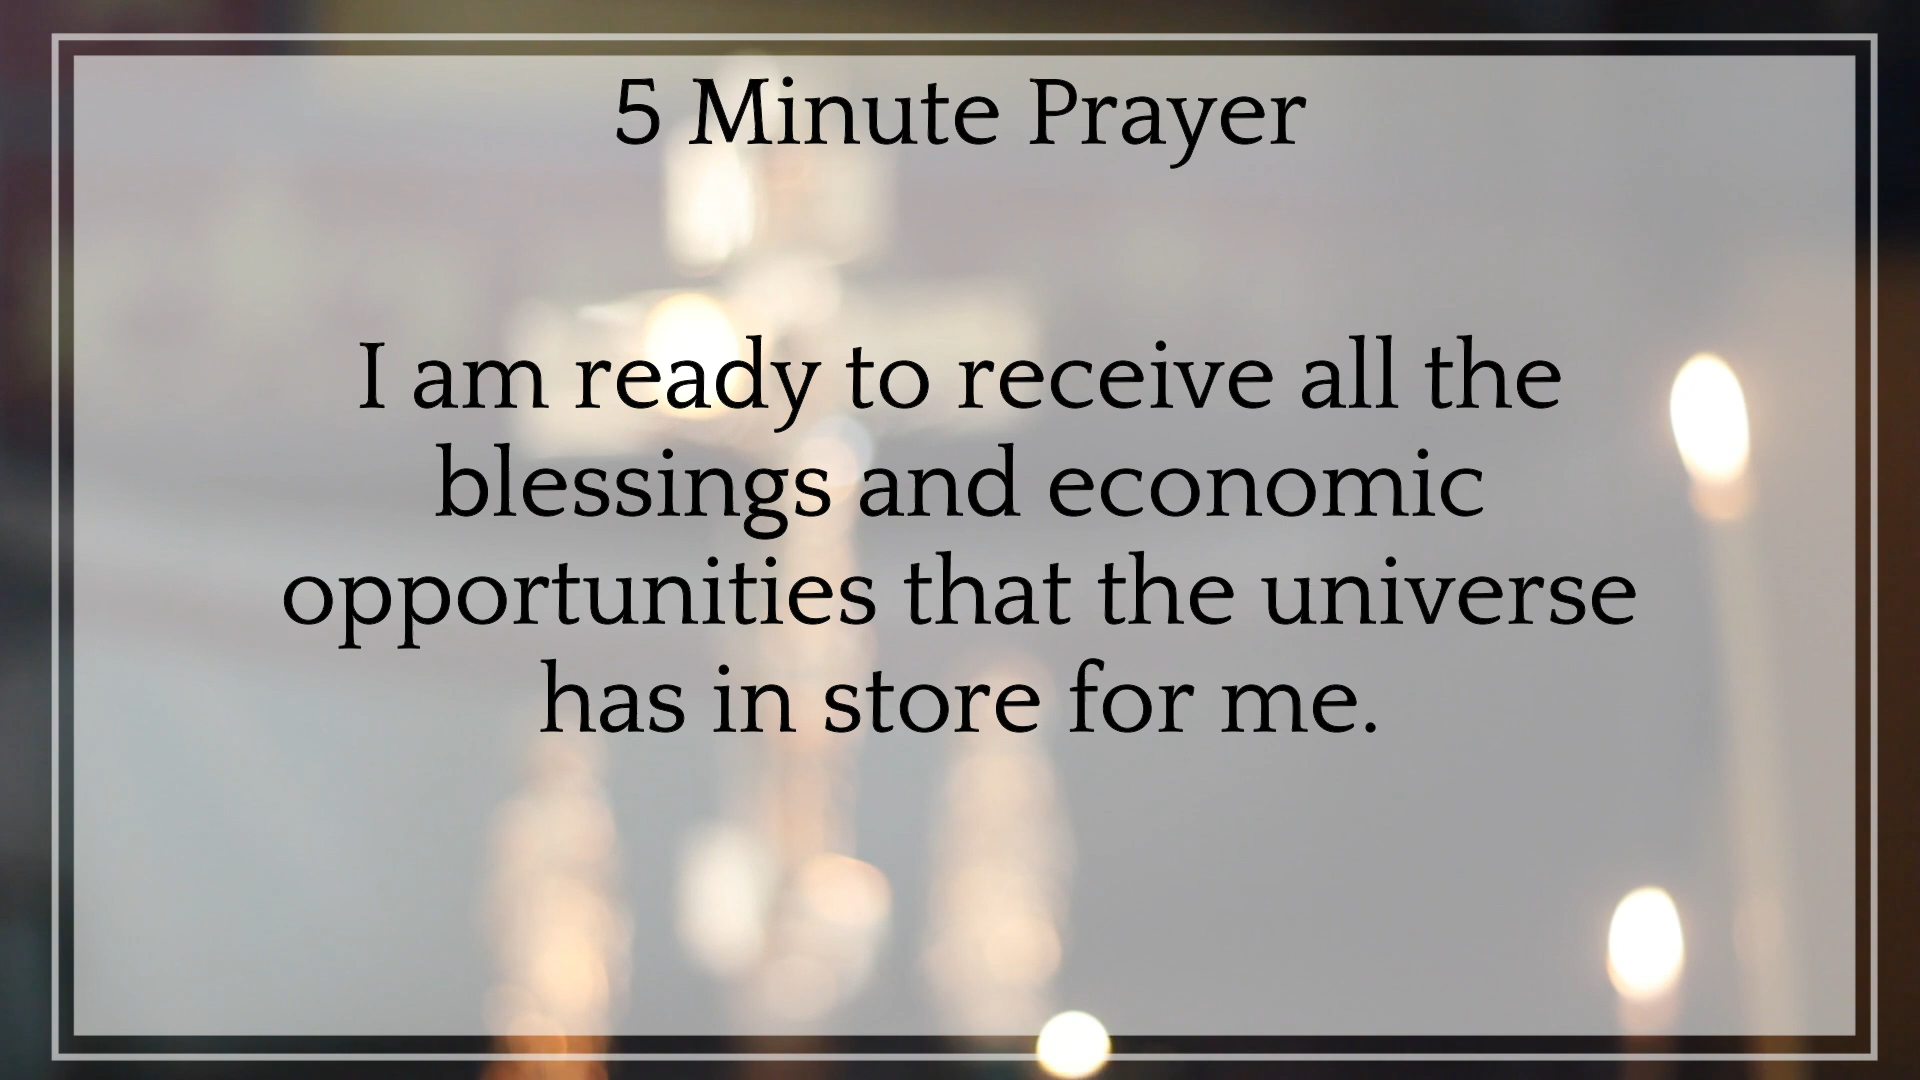 5 Minute Prayer
I am ready to receive all the
blessings and economic
opportunities that the universe
has in store for me.